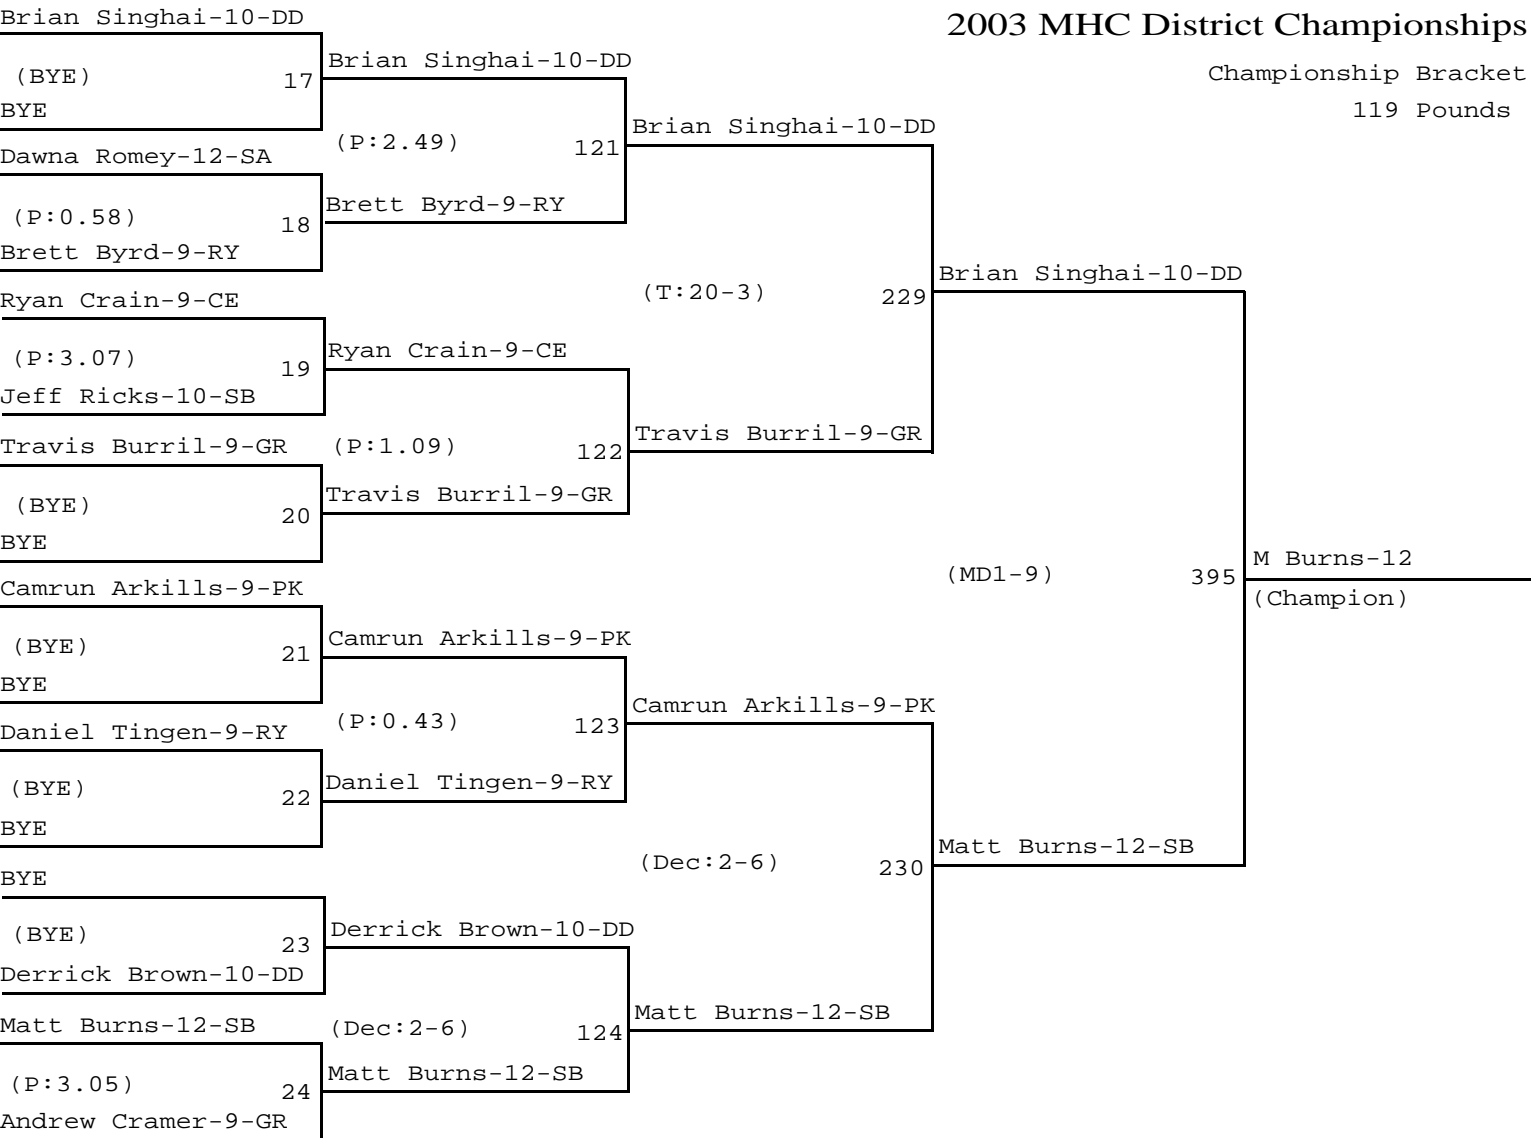 2003 MHC District Championships
Championship Bracket
119 Pounds
Brian Singhai-10-DD
(BYE)
17
BYE
Dawna Romey-12-SA
(P:0.58)
18
Brett Byrd-9-RY
Ryan Crain-9-CE
(P:3.07)
19
Jeff Ricks-10-SB
Travis Burril-9-GR
(BYE)
20
BYE
Camrun Arkills-9-PK
(BYE)
21
BYE
Daniel Tingen-9-RY
(BYE)
22
BYE
BYE
(BYE)
23
Derrick Brown-10-DD
Matt Burns-12-SB
(P:3.05)
24
Andrew Cramer-9-GR
Brian Singhai-10-DD
(P:2.49)
121
Brett Byrd-9-RY
Ryan Crain-9-CE
(P:1.09)
122
Travis Burril-9-GR
Camrun Arkills-9-PK
(P:0.43)
123
Daniel Tingen-9-RY
Derrick Brown-10-DD
(Dec:2-6)
124
Matt Burns-12-SB
Brian Singhai-10-DD
(T:20-3)
229
Travis Burril-9-GR
Camrun Arkills-9-PK
(Dec:2-6)
230
Matt Burns-12-SB
Brian Singhai-10-DD
(MD1-9)
395
Matt Burns-12-SB
M Burns-12
(Champion)